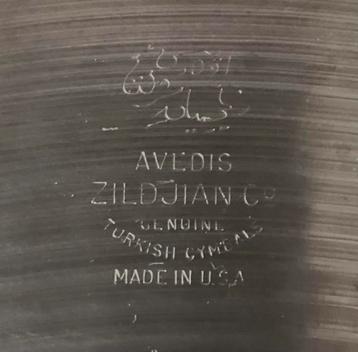 AVEDIS
ZILDJIAN Co
GENUINE
TURKISH CYMBALS
MADE IN U.S.A